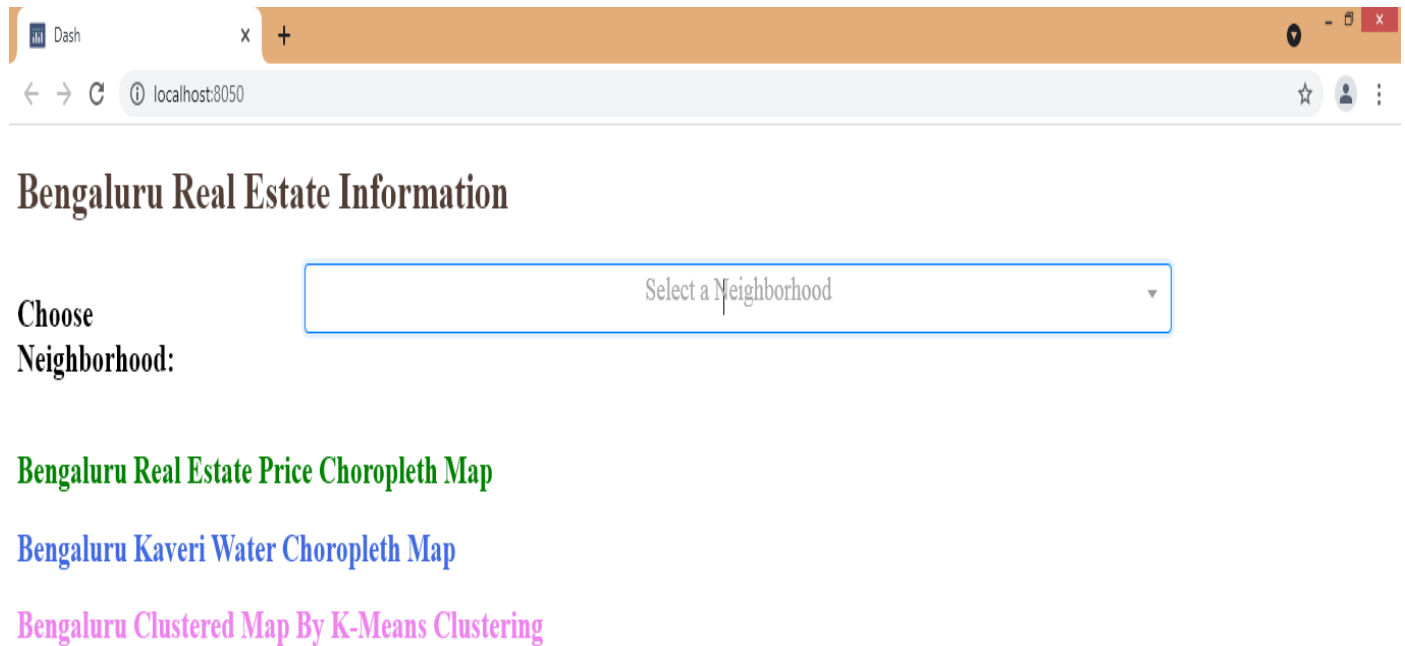 Dash
localhost:8050
Bengaluru Real Estate Information
Select a Neighborhood
Choose
Neighborhood:
Bengaluru Real Estate Price Choropleth Map
Bengaluru Kaveri Water Choropleth Map
Bengaluru Clustered Map By K-Means Clustering